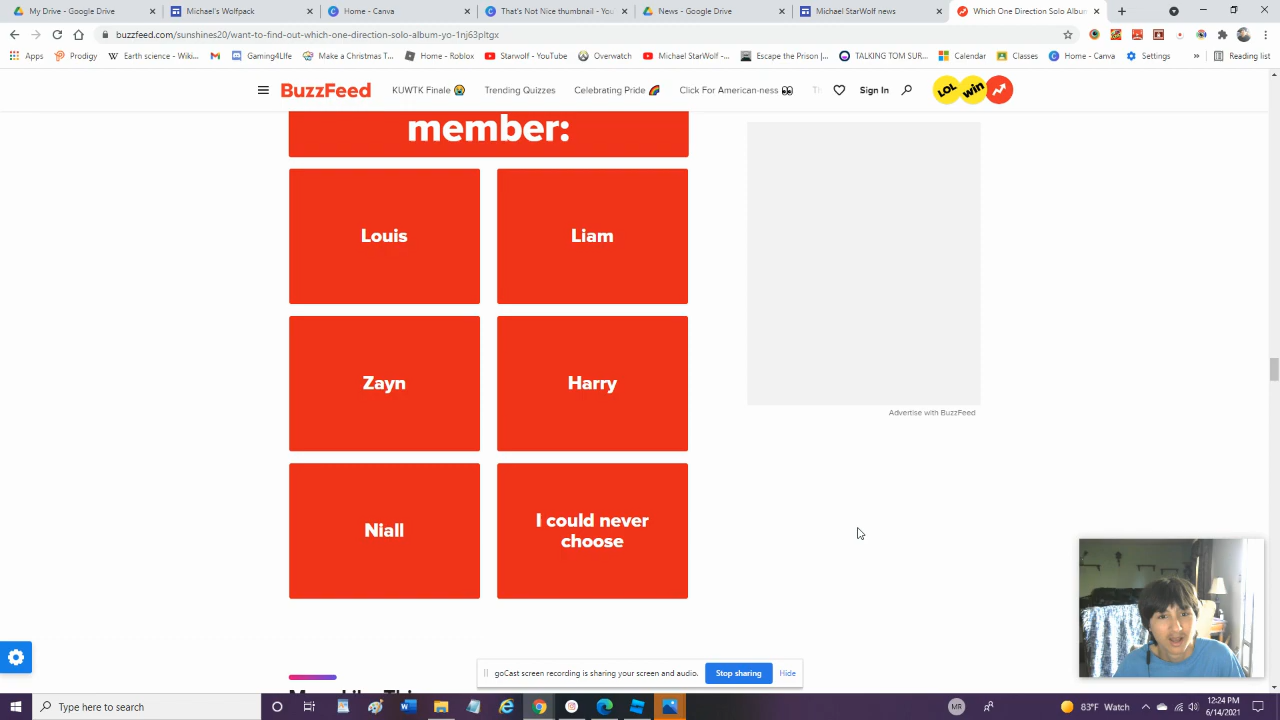 My Drive - Google Drive
Michael's Wolfpack
Home - Canva
That's Not Your thumbnail - You
News - Google Drive
Michael StarWolf news
Which One Direction Solo Album
buzzfeed.com/sunshines20/want-to-find-out-which-one-direction-solo-album-yo-1nj63pltgx
Apps
Prodigy
Earth science - Wiki...
Gaming4Life
Make a Christmas T...
Home - Roblox
Starwolf - YouTube
Overwatch
Michael StarWolf -...
Escape the Prison |...
TALKING TOM SUR...
Calendar
Classes
Home - Canva
Settings
»
Reading list
BuzzFeed
KUWTK Finale 😭
Trending Quizzes
Celebrating Pride 🌈
Click For American-ness 👀
Sign In
LOL
win
member:
Louis
Liam
Zayn
Harry
Niall
I could never
choose
Advertise with BuzzFeed
goCast screen recording is sharing your screen and audio.
Stop sharing
Hide
Type here to search
MR
83°F Watch
12:24 PM
6/14/2021